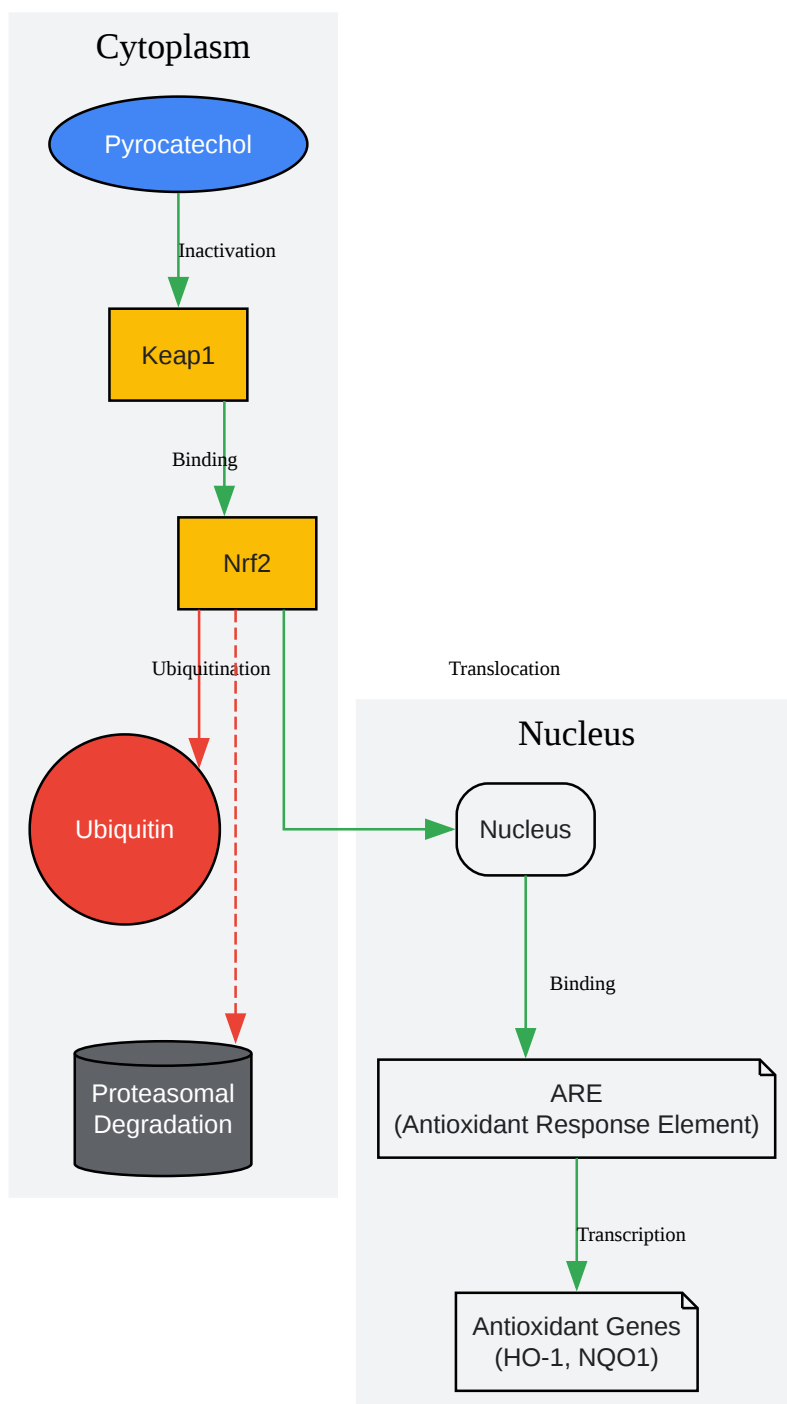 Cytoplasm
Pyrocatechol
Inactivation
Keap1
Binding
Nrf2
Ubiquitination
Translocation
Nucleus
Ubiquitin
Nucleus
Binding
Proteasomal
Degradation
ARE
(Antioxidant Response Element)
Transcription
Antioxidant Genes
(HO-1, NQO1)